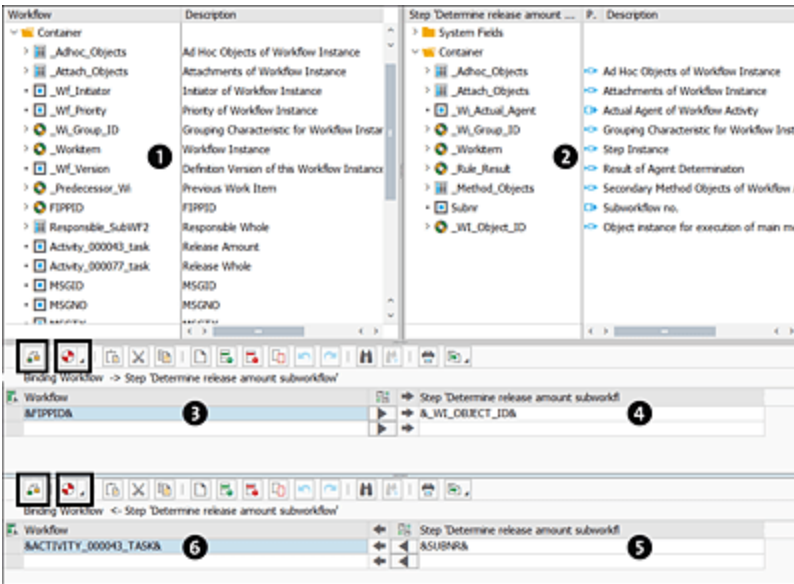 Workflow Description
Container
_Adhoc_Objects Ad Hoc Objects of Workflow Instance
_Attach_Objects Attachments of Workflow Instance
_Wf_Initiator Initiator of Workflow Instance
_Wf_Priority Priority of Workflow Instance
_Wi_Group_ID Grouping Characteristic for Workflow Instar
_Workitem Workflow Instance
_Wf_Version Definition Version of this Workflow Instance
_Predecessor_Wi Previous Work Item
FIPPID FIPPID
Responsible_SubWF2 Responsible Whole
Activity_000043_task Release Amount
Activity_000077_task Release Whole
MSGID MSGID
MSGNO MSGNO
1
Step 'Determine release amount ... P. Description
System Fields
Container
_Adhoc_Objects Ad Hoc Objects of Workflow Instance
_Attach_Objects Attachments of Workflow Instance
_Wi_Actual_Agent Actual Agent of Workflow Activity
_Wi_Group_ID Grouping Characteristic for Workflow Inst
_Workitem Step Instance
_Rule_Result Result of Agent Determination
_Method_Objects Secondary Method Objects of Workflow
Subnr Subworkflow no.
_WI_Object_ID Object instance for execution of main m
2
Binding Workflow -> Step 'Determine release amount subworkflow'
Workflow Step 'Determine release amount subworkfl
&FIPPID& 3 &_WI_OBJECT_ID& 4
Binding Workflow <- Step 'Determine release amount subworkflow'
Workflow Step 'Determine release amount subworkfl
&ACTIVITY_000043_TASK& 6 &SUBNR& 5